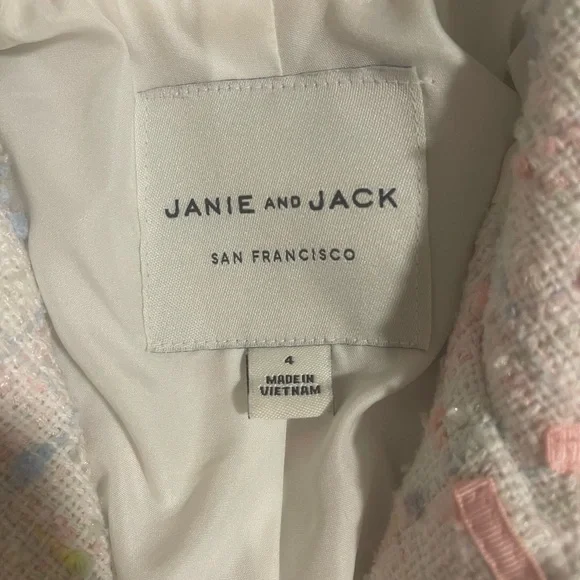 JANIE AND JACK
SAN FRANCISCO
4
MADE IN
VIETNAM